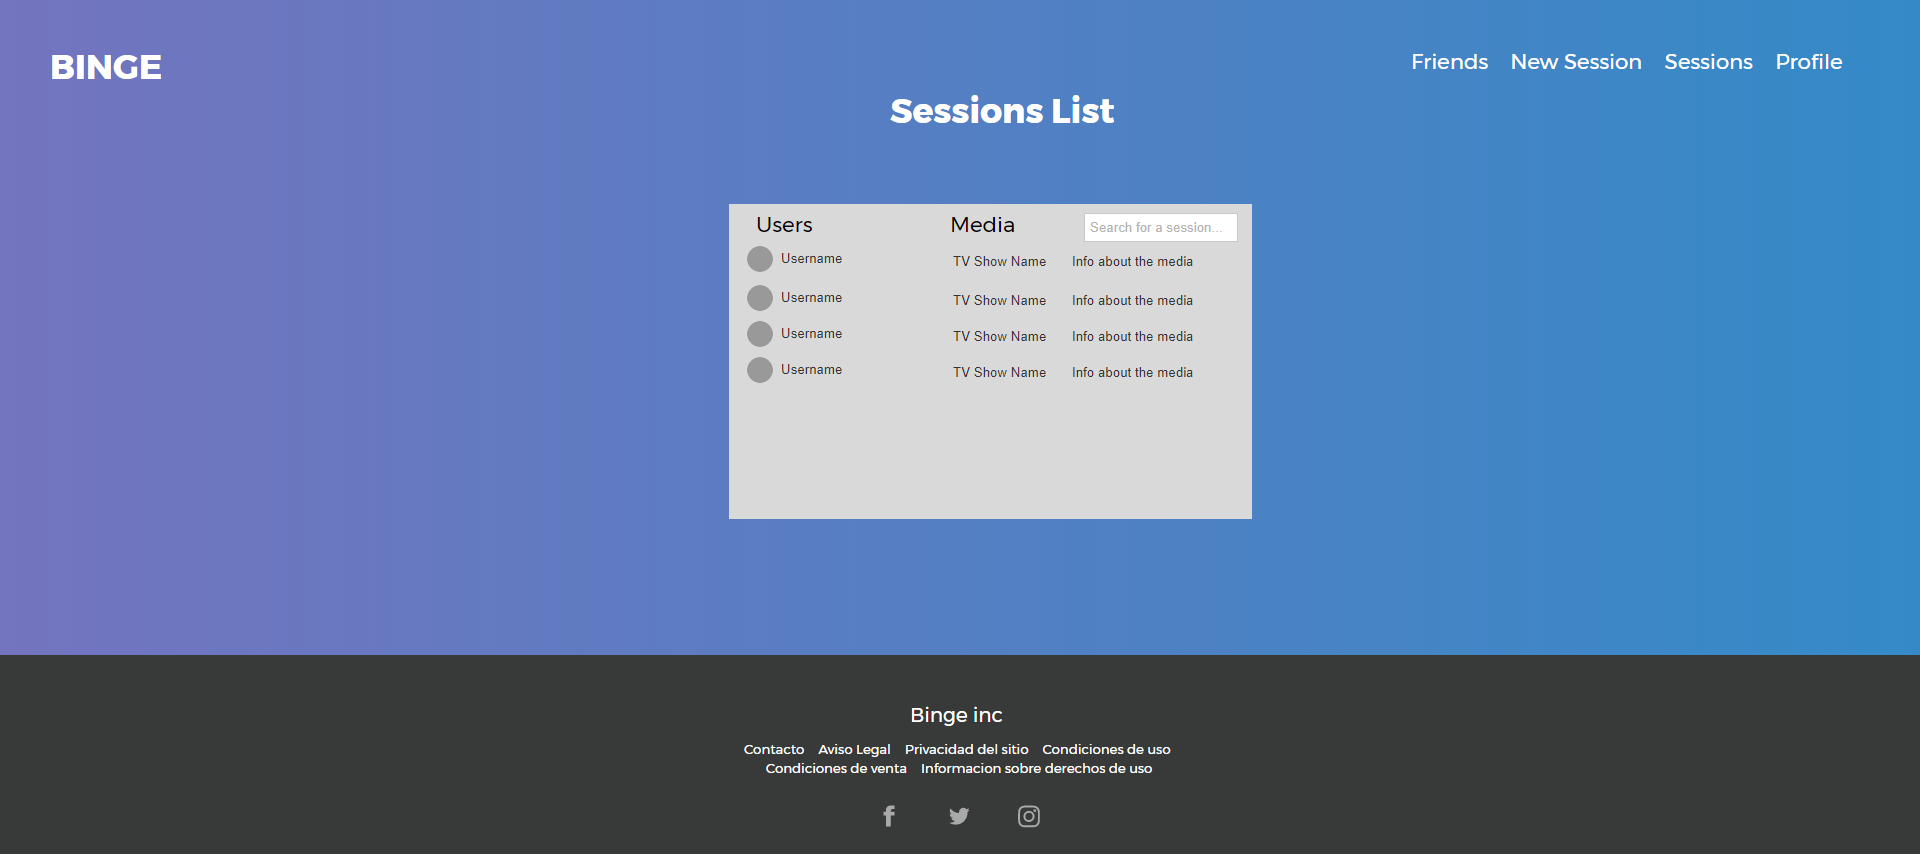 BINGE
Friends New Session Sessions Profile
Sessions List
Users Media Search for a session...
Username TV Show Name Info about the media
Username TV Show Name Info about the media
Username TV Show Name Info about the media
Username TV Show Name Info about the media
Binge inc
Contacto Aviso Legal Privacidad del sitio Condiciones de uso
Condiciones de venta Informacion sobre derechos de uso